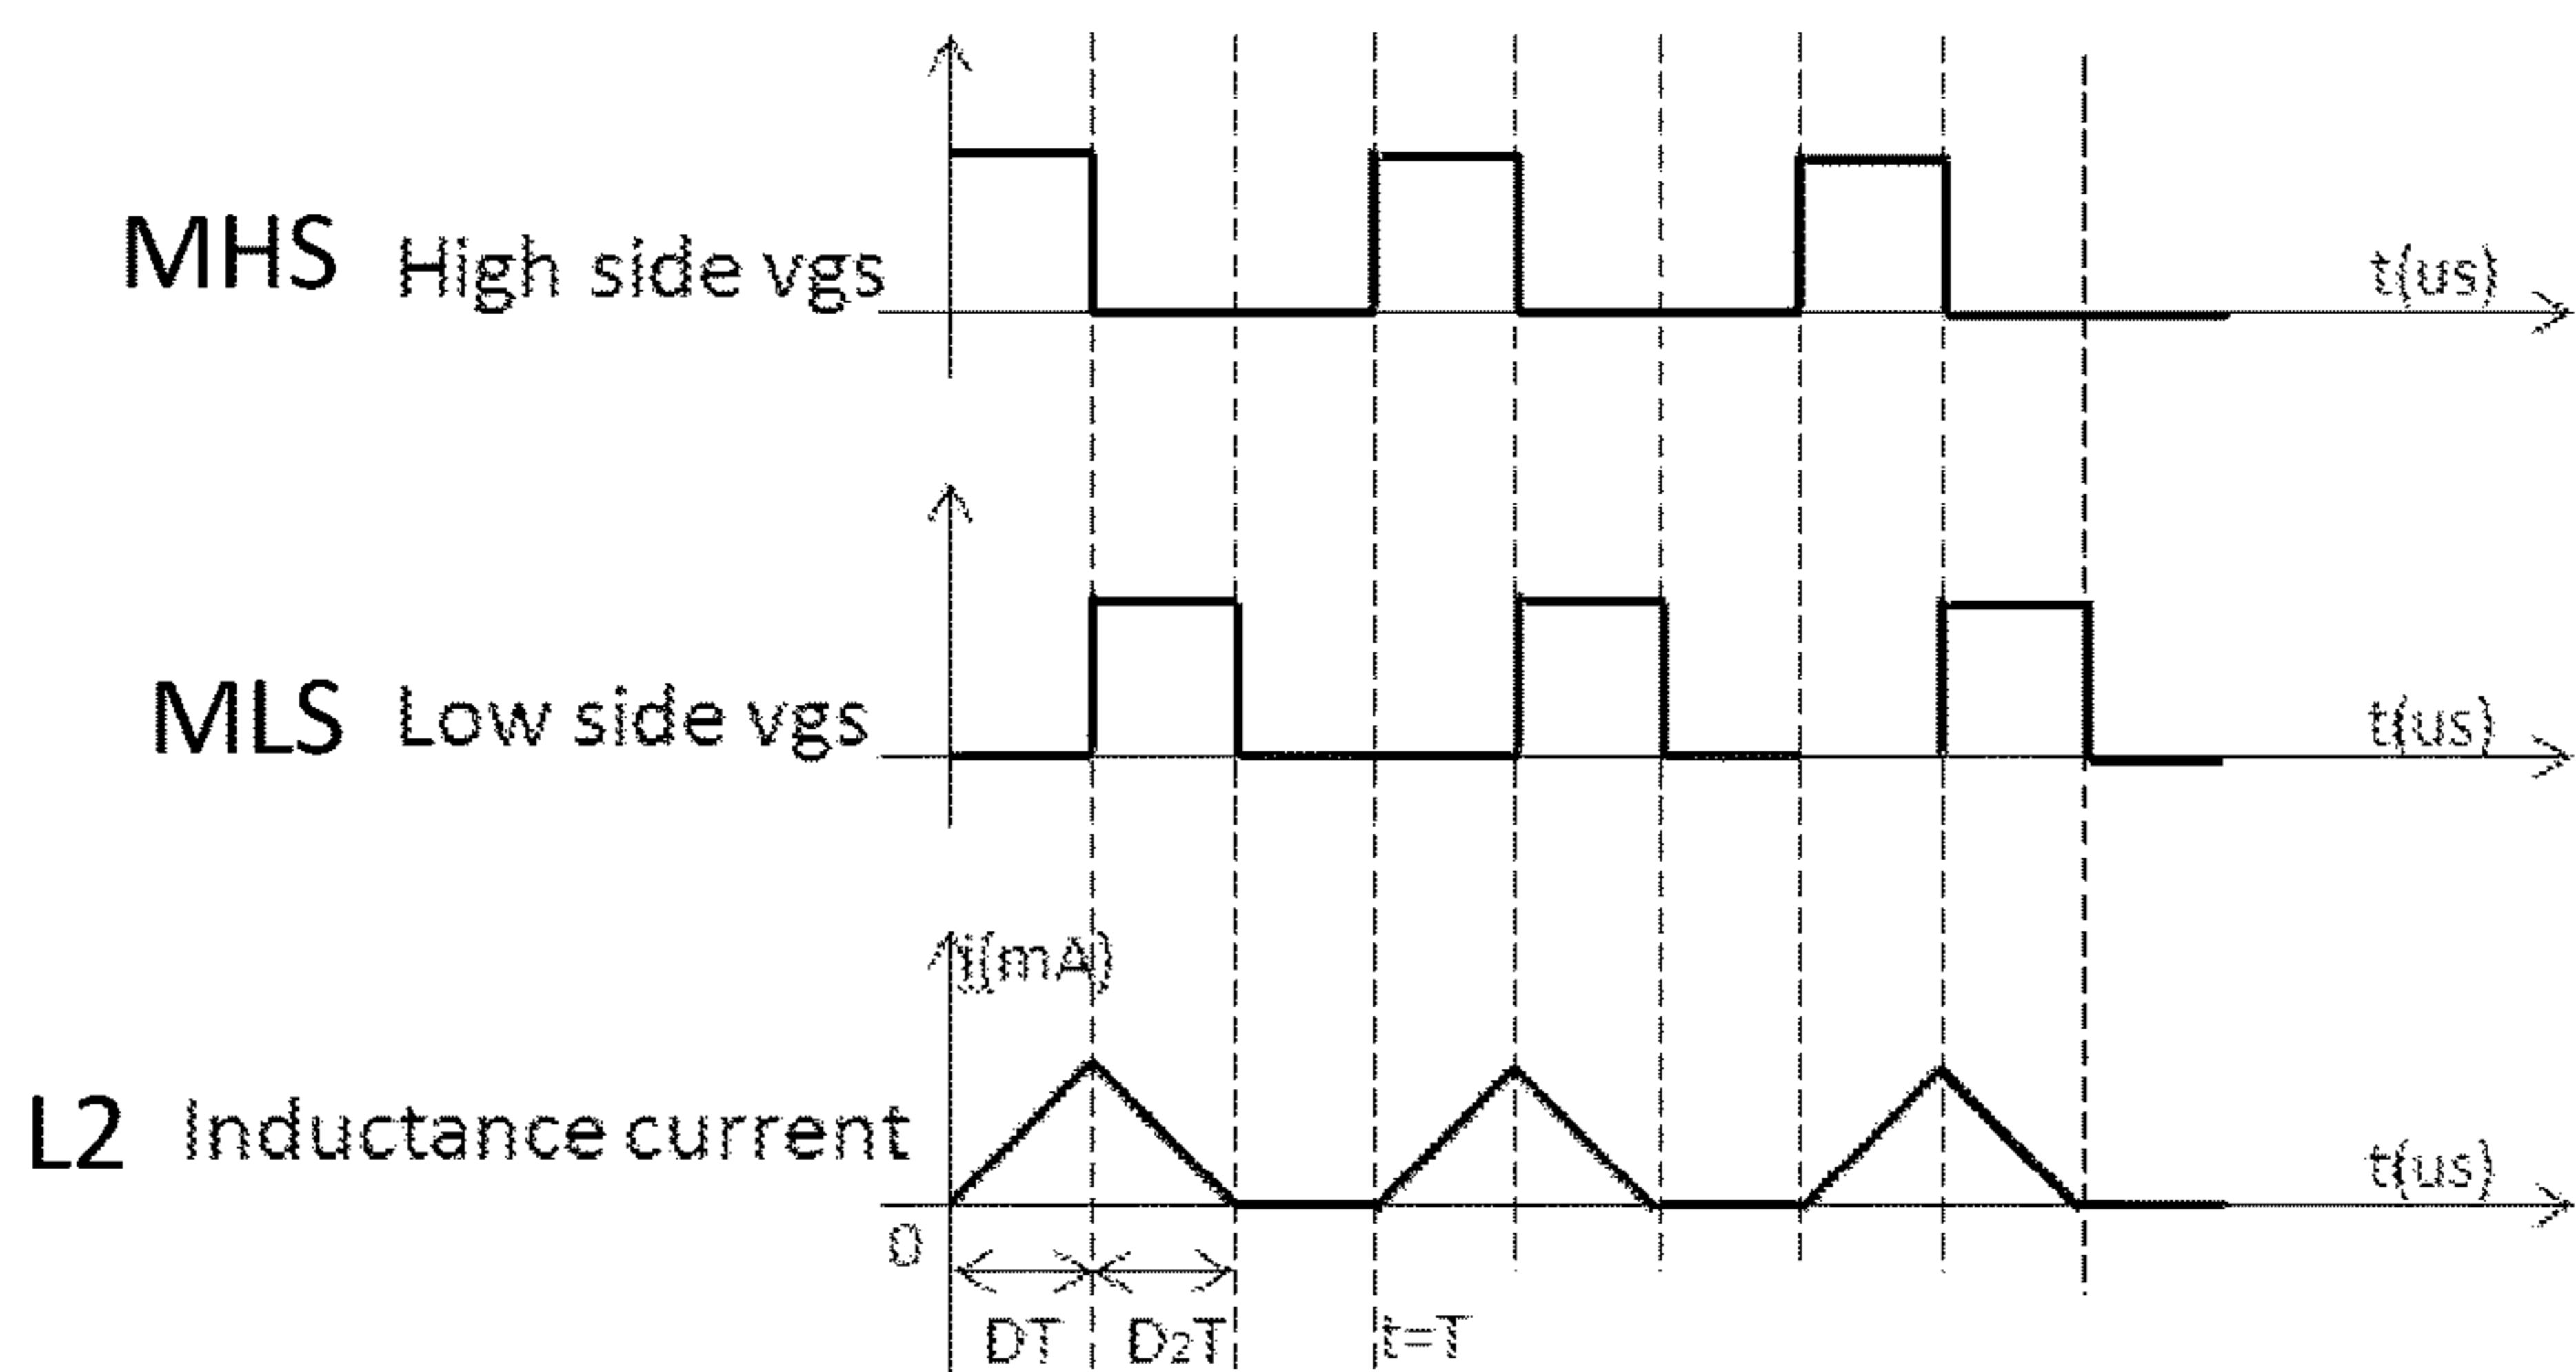 MHS High side vgs
t(us)
MLS Low side vgs
t(us)
i(mA)
L2 Inductance current
t(us)
0
DT D2T t=T